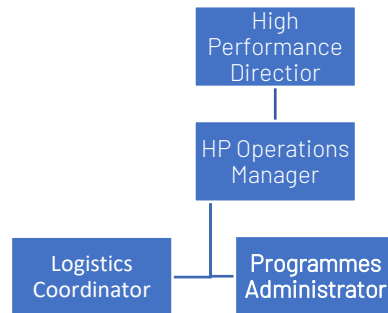 High
Performance
Directior
HP Operations
Manager
Logistics
Coordinator
Programmes
Administrator